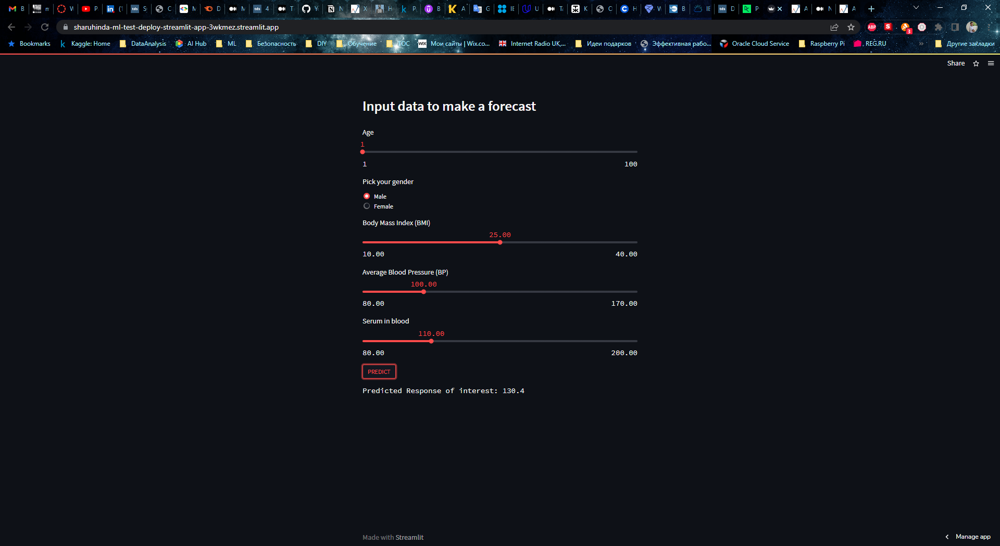 sharuhinda-ml-test-deploy-streamlit-app-3wkmez.streamlit.app
Bookmarks Kaggle: Home DataAnalysis AI Hub ML Безопасность DIY Обучение TOC Мои сайты | Wix.co... Internet Radio UK,... Идеи подарков Эффективная рабо... Oracle Cloud Service Raspberry Pi REG.RU » Другие закладки
Share
Input data to make a forecast
Age
1
1 100
Pick your gender
Male
Female
Body Mass Index (BMI)
25.00
10.00 40.00
Average Blood Pressure (BP)
100.00
80.00 170.00
Serum in blood
110.00
80.00 200.00
PREDICT
Predicted Response of interest: 130.4
Made with Streamlit
Manage app